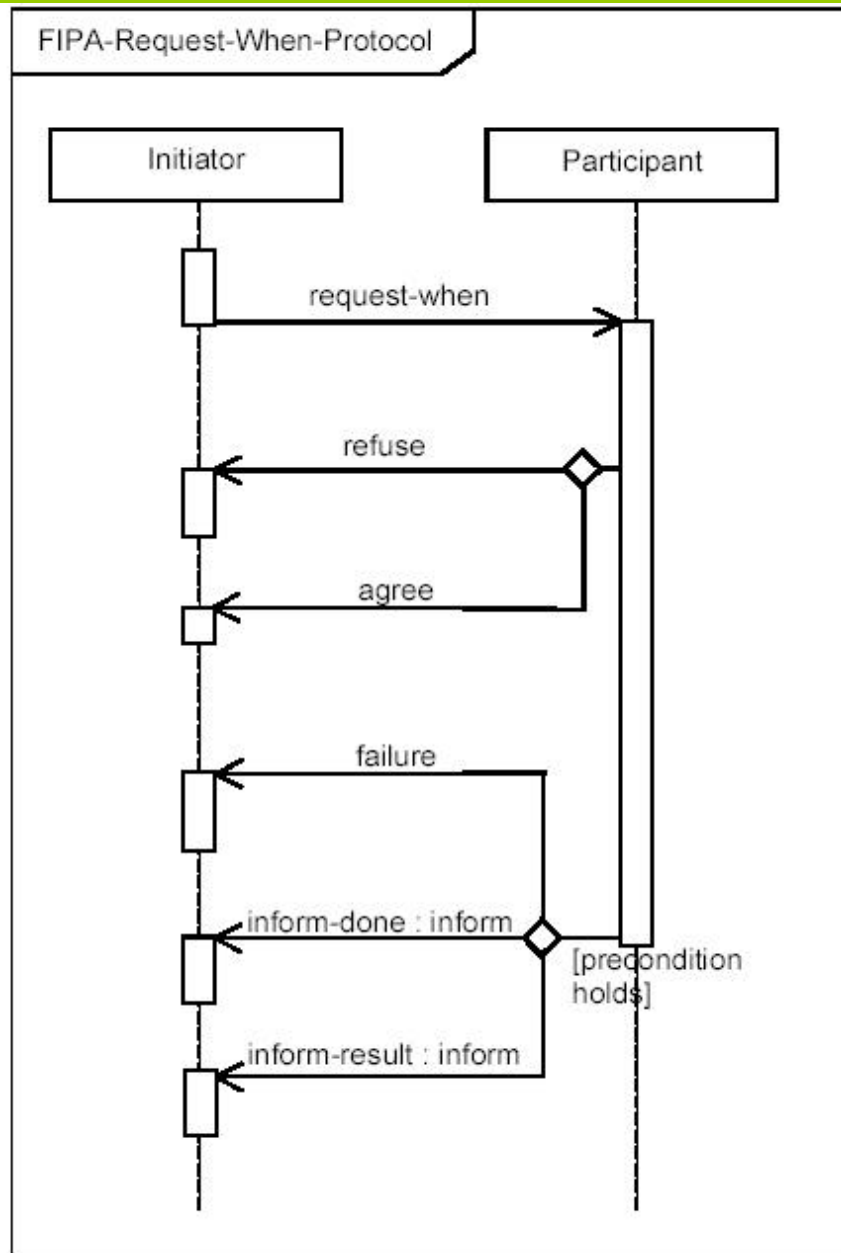 FIPA-Request-When-Protocol
Initiator
Participant
request-when
refuse
agree
failure
inform-done : inform
[precondition
holds]
inform-result : inform